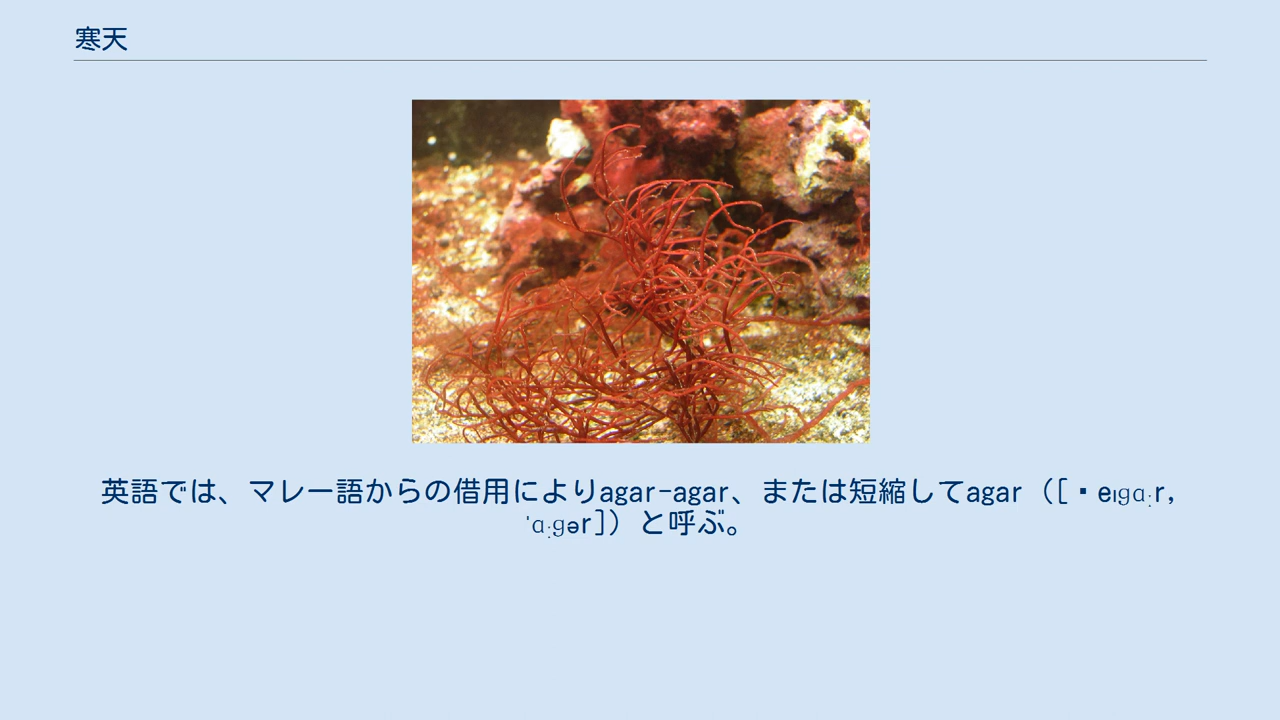 寒天
英語では、マレー語からの借用によりagar-agar、または短縮してagar（[ˈeɪɡɑːr,
ˈɑːɡər]）と呼ぶ。